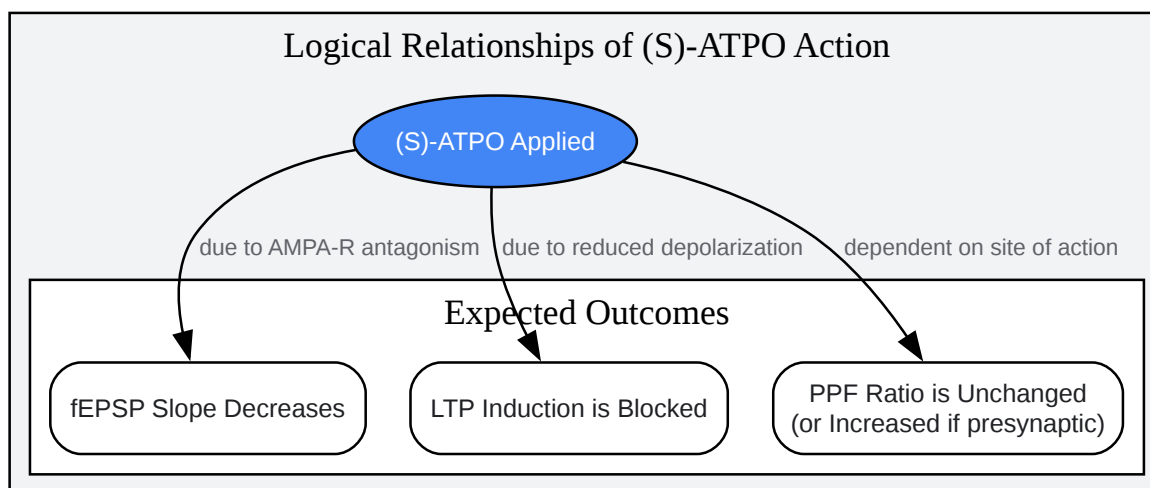 Logical Relationships of (S)-ATPO Action
(S)-ATPO Applied
due to AMPA-R antagonism
due to reduced depolarization
dependent on site of action
Expected Outcomes
fEPSP Slope Decreases
LTP Induction is Blocked
PPF Ratio is Unchanged
(or Increased if presynaptic)